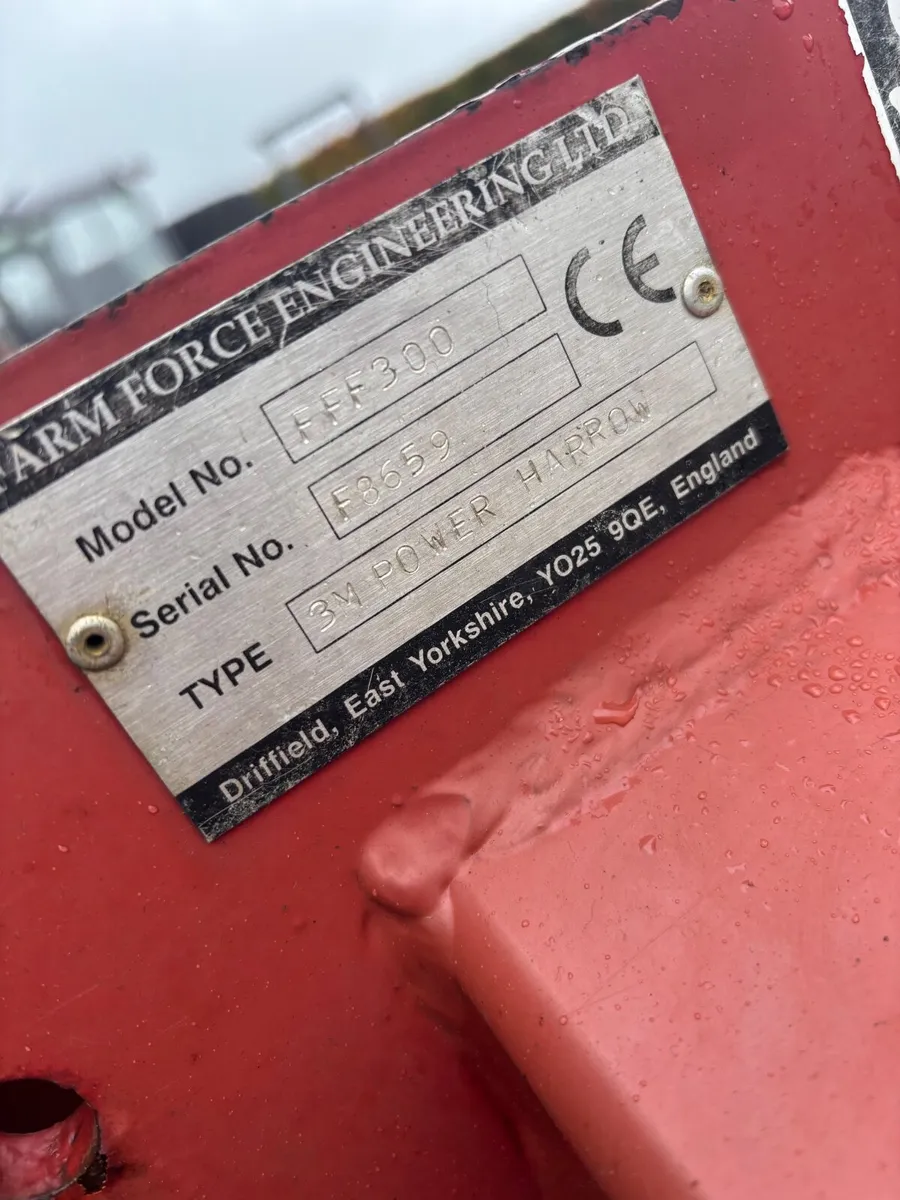 FARM FORCE ENGINEERING LTD
CE
Model No. FFF300
Serial No. F8659
TYPE 3M POWER HARROW
Driffield, East Yorkshire, YO25 9QE, England